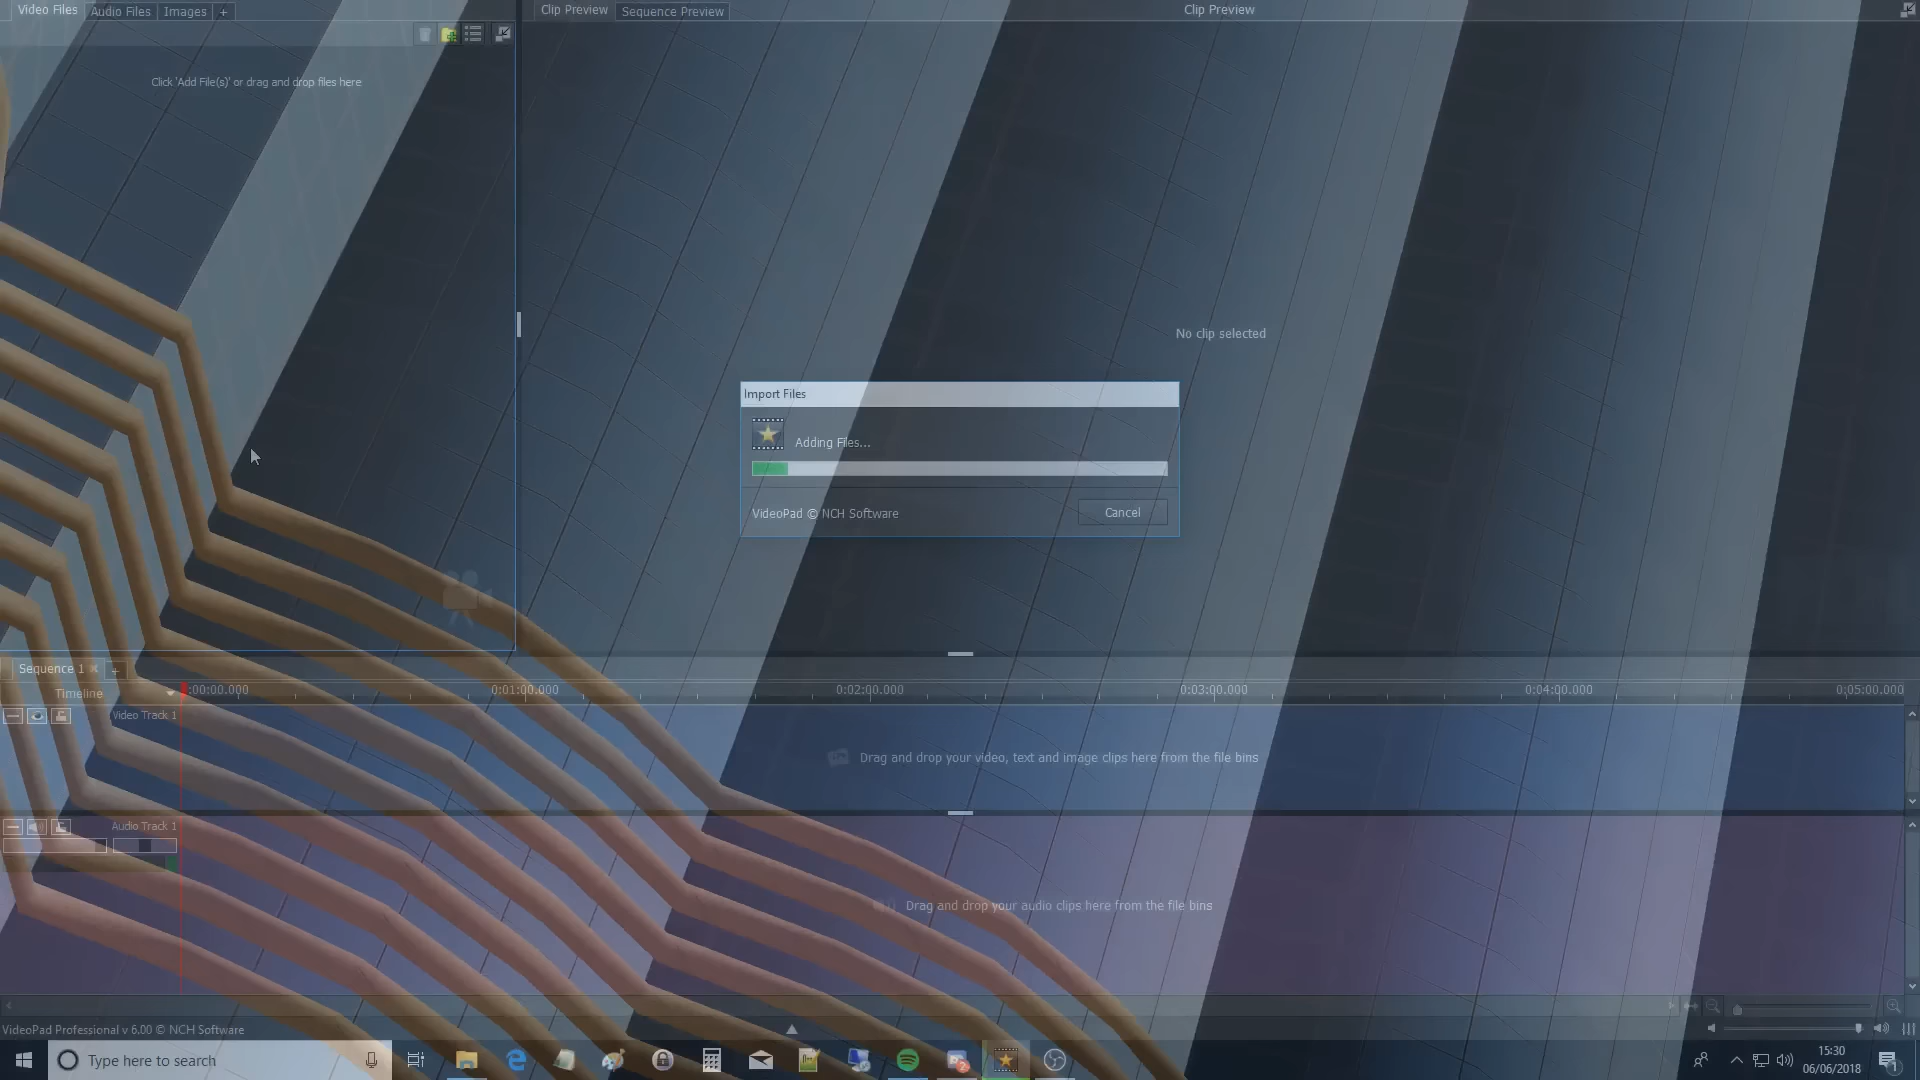 Video Files
Audio Files
Images
+
Clip Preview
Sequence Preview
Clip Preview
Click 'Add File(s)' or drag and drop files here
No clip selected
Import Files
Adding Files...
VideoPad © NCH Software
Cancel
Sequence 1
+
Timeline
:00:00.000
0:01:00.000
0:02:00.000
0:03:00.000
0:04:00.000
0:05:00.000
Video Track 1
Drag and drop your video, text and image clips here from the file bins
Audio Track 1
Drag and drop your audio clips here from the file bins
VideoPad Professional v 6.00 © NCH Software
Type here to search
15:30
06/06/2018